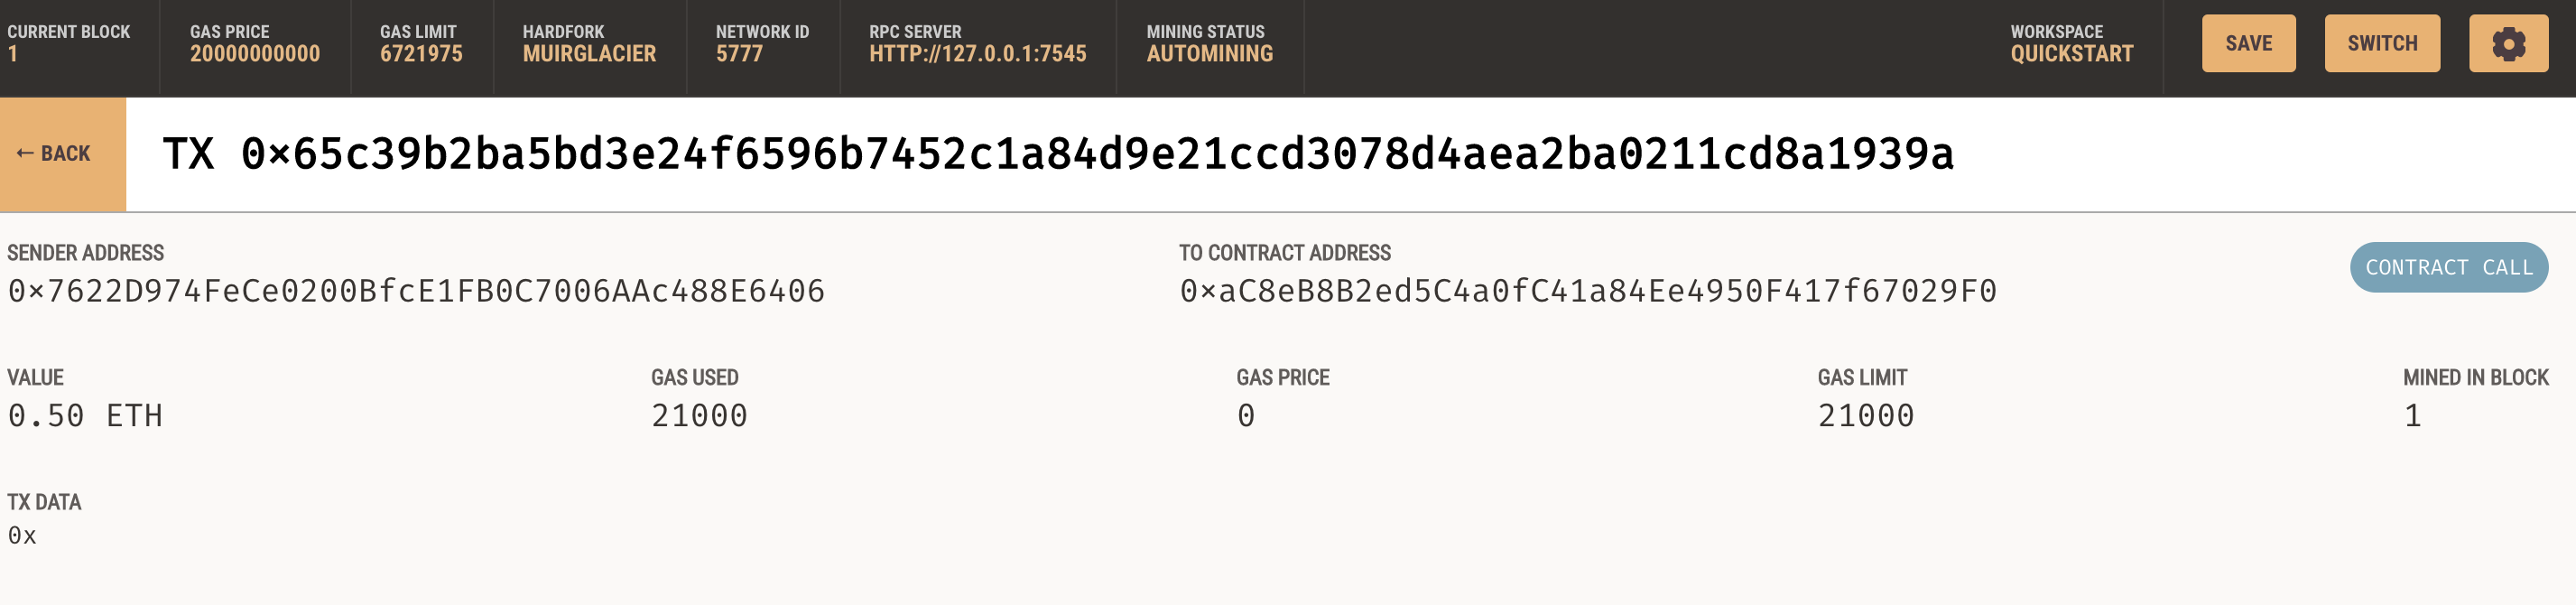 CURRENT BLOCK
1
GAS PRICE
20000000000
GAS LIMIT
6721975
HARDFORK
MUIRGLACIER
NETWORK ID
5777
RPC SERVER
HTTP://127.0.0.1:7545
MINING STATUS
AUTOMINING
WORKSPACE
QUICKSTART
SAVE
SWITCH
← BACK
TX 0×65c39b2ba5bd3e24f6596b7452c1a84d9e21ccd3078d4aea2ba0211cd8a1939a
SENDER ADDRESS
0×7622D974FeCe0200BfcE1FB0C7006AAc488E6406
TO CONTRACT ADDRESS
0×aC8eB8B2ed5C4a0fC41a84Ee4950F417f67029F0
CONTRACT CALL
VALUE
0.50 ETH
GAS USED
21000
GAS PRICE
0
GAS LIMIT
21000
MINED IN BLOCK
1
TX DATA
0x